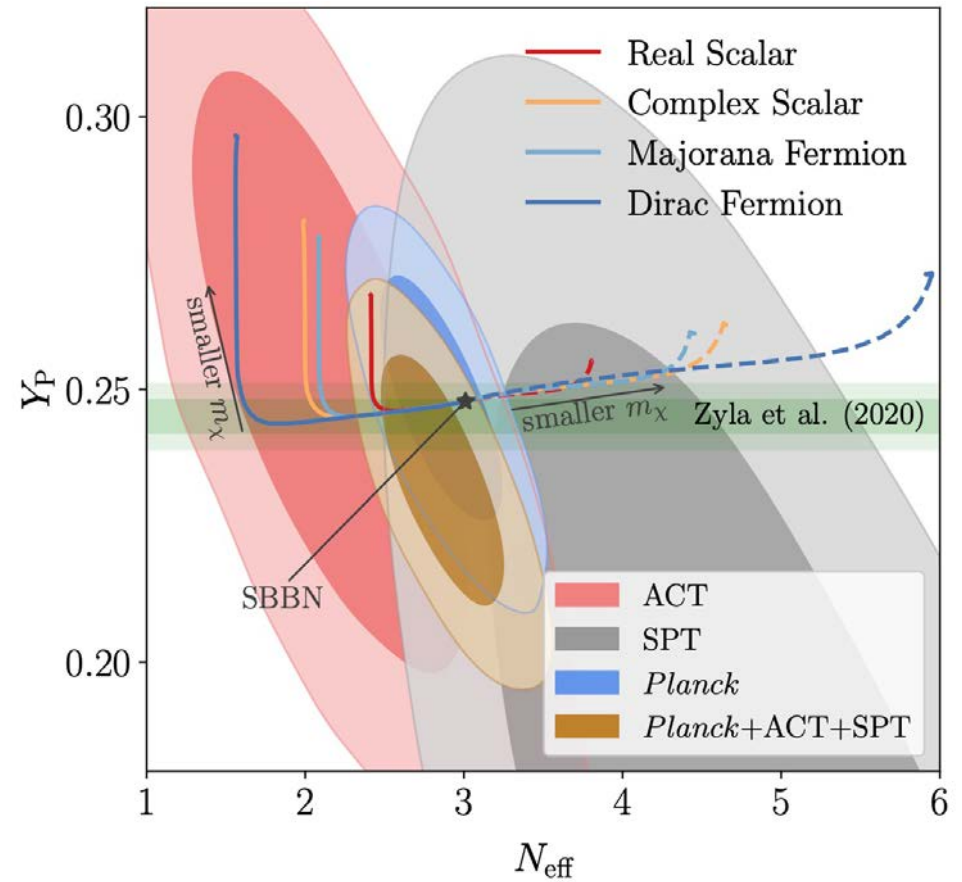 Real Scalar
Complex Scalar
Majorana Fermion
Dirac Fermion
0.30
0.25
0.20
Y_P
smaller m_χ
smaller m_χ
Zyla et al. (2020)
SBBN
ACT
SPT
Planck
Planck+ACT+SPT
1 2 3 4 5 6
N_eff